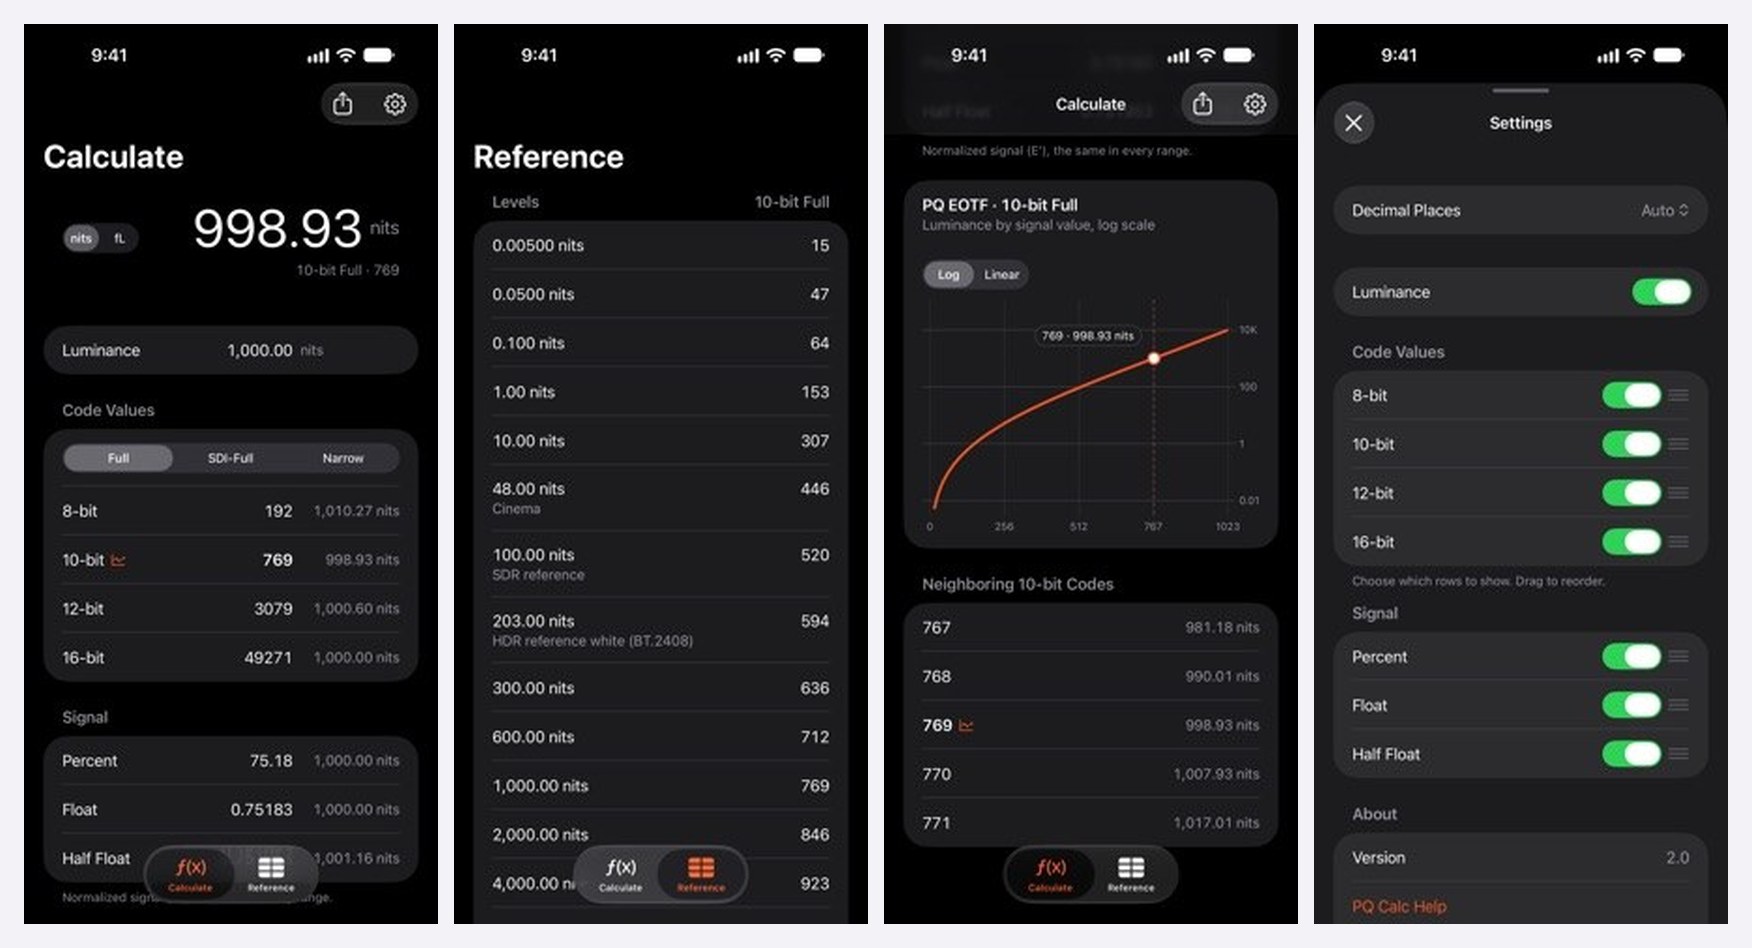 9:41
Calculate
nits fL
998.93 nits
10-bit Full · 769
Luminance 1,000.00 nits
Code Values
Full SDI-Full Narrow
8-bit 192 1,010.27 nits
10-bit 769 998.93 nits
12-bit 3079 1,000.60 nits
16-bit 49271 1,000.00 nits
Signal
Percent 75.18 1,000.00 nits
Float 0.75183 1,000.00 nits
Half Float 1,001.16 nits
f(x)
Calculate Reference
Normalized
9:41
Reference
Levels 10-bit Full
0.00500 nits 15
0.0500 nits 47
0.100 nits 64
1.00 nits 153
10.00 nits 307
48.00 nits 446
Cinema
100.00 nits 520
SDR reference
203.00 nits 594
HDR reference white (BT.2408)
300.00 nits 636
600.00 nits 712
1,000.00 nits 769
2,000.00 nits 846
4,000.00 923
f(x)
Calculate Reference
9:41
Calculate
Half Float
Normalized signal (E'), the same in every range.
PQ EOTF · 10-bit Full
Luminance by signal value, log scale
Log Linear
10K
769 · 998.93 nits
100
1
0.01
0 256 512 767 1023
Neighboring 10-bit Codes
767 981.18 nits
768 990.01 nits
769 998.93 nits
770 1,007.93 nits
771 1,017.01 nits
f(x)
Calculate Reference
9:41
Settings
Decimal Places Auto
Luminance
Code Values
8-bit
10-bit
12-bit
16-bit
Choose which rows to show. Drag to reorder.
Signal
Percent
Float
Half Float
About
Version 2.0
PQ Calc Help